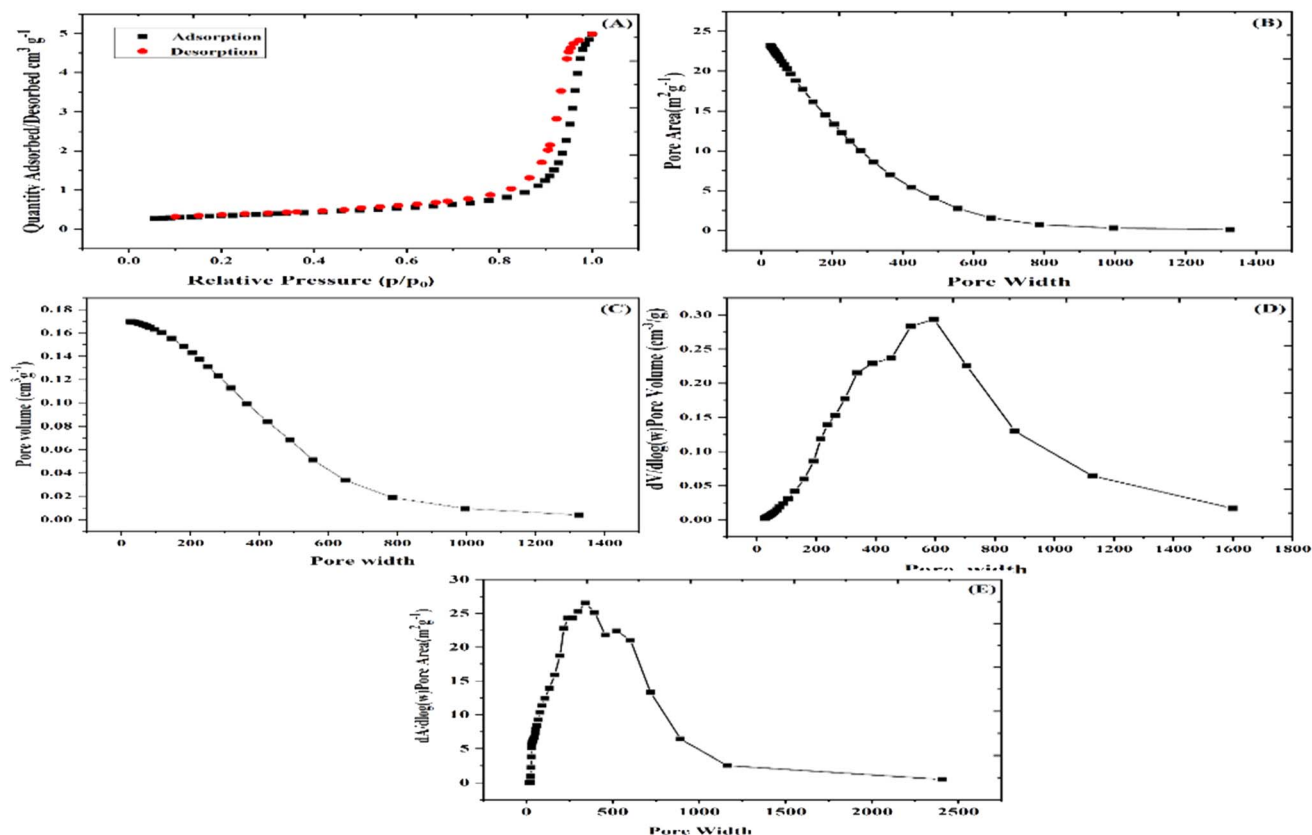 (A)
Adsorption
Desorption
Quantity Adsorbed/Desorbed cm³ g⁻¹
5
4
3
2
1
0
0.0 0.2 0.4 0.6 0.8 1.0
Relative Pressure (p/p₀)
(B)
Pore Area(m²g⁻¹)
25
20
15
10
5
0
0 200 400 600 800 1000 1200 1400
Pore Width
(C)
Pore volume (cm³g⁻¹)
0.18
0.16
0.14
0.12
0.10
0.08
0.06
0.04
0.02
0.00
0 200 400 600 800 1000 1200 1400
Pore width
(D)
dV/dlog(w)Pore Volume (cm⁻³/g)
0.30
0.25
0.20
0.15
0.10
0.05
0.00
0 200 400 600 800 1000 1200 1400 1600 1800
Pore width
(E)
dA/dlog(w)Pore Area(m²g⁻¹)
30
25
20
15
10
5
0
0 500 1000 1500 2000 2500
Pore Width